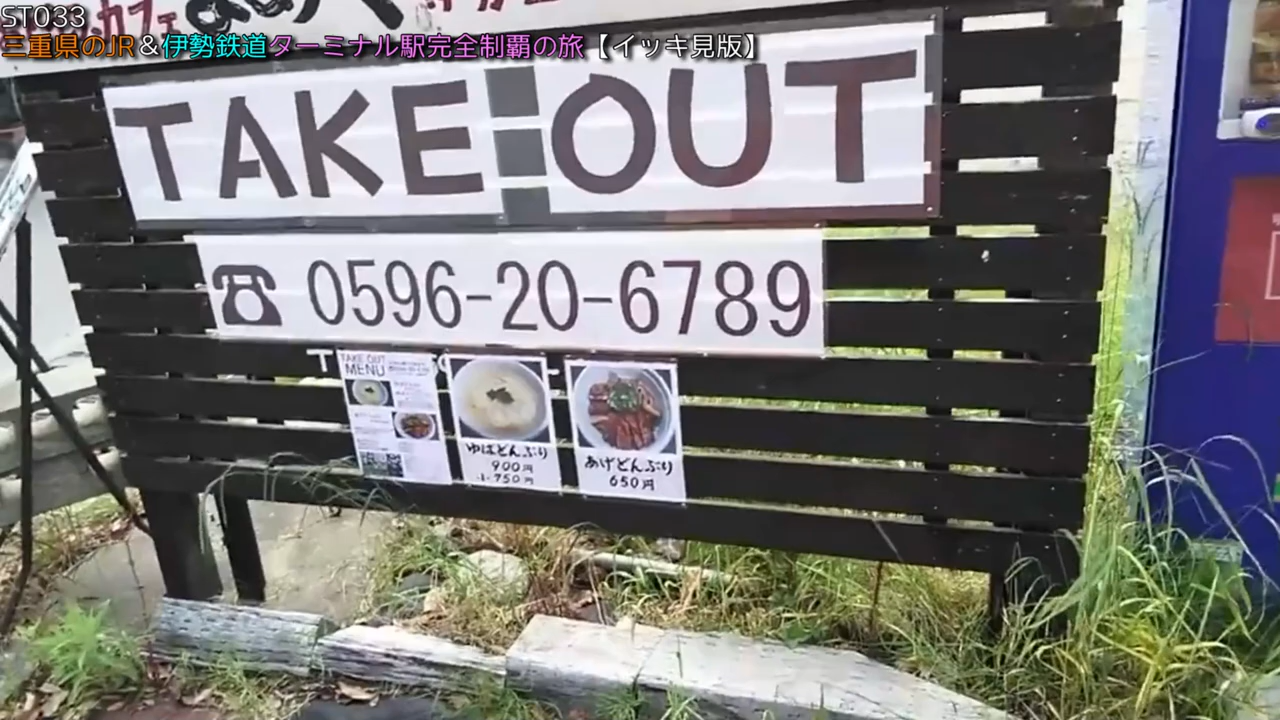 ST033
三重県のJR＆伊勢鉄道ターミナル駅完全制覇の旅【イッキ見版】
カフェ
TAKE OUT
☎ 0596-20-6789
TAKE OUT
MENU
ゆばどんぶり
900円
750円
あげどんぶり
650円